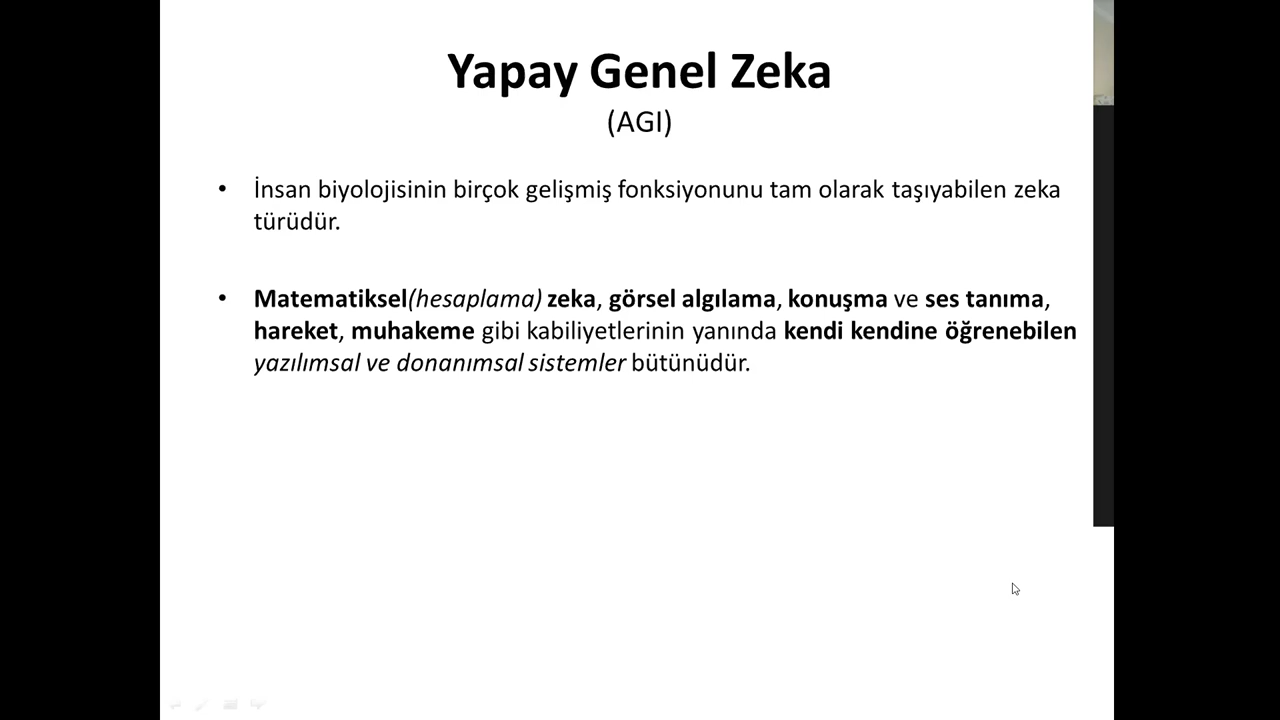 Yapay Genel Zeka
(AGI)
• İnsan biyolojisinin birçok gelişmiş fonksiyonunu tam olarak taşıyabilen zeka
türüdür.
• Matematiksel(hesaplama) zeka, görsel algılama, konuşma ve ses tanıma,
hareket, muhakeme gibi kabiliyetlerinin yanında kendi kendine öğrenebilen
yazılımsal ve donanımsal sistemler bütünüdür.